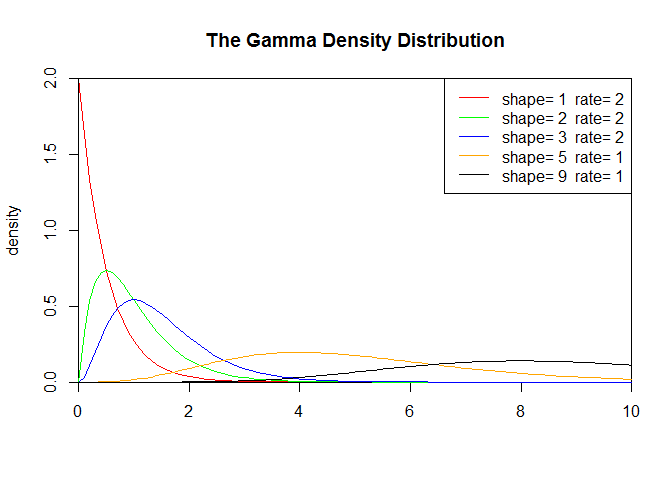 The Gamma Density Distribution
shape= 1 rate= 2
shape= 2 rate= 2
shape= 3 rate= 2
shape= 5 rate= 1
shape= 9 rate= 1
density
2.0
1.5
1.0
0.5
0.0
0 2 4 6 8 10